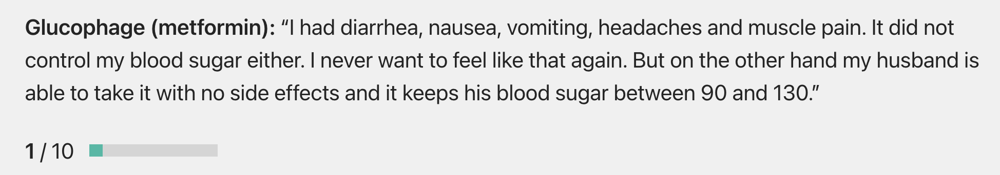 Glucophage (metformin): “I had diarrhea, nausea, vomiting, headaches and muscle pain. It did not
control my blood sugar either. I never want to feel like that again. But on the other hand my husband is
able to take it with no side effects and it keeps his blood sugar between 90 and 130.”
1 / 10